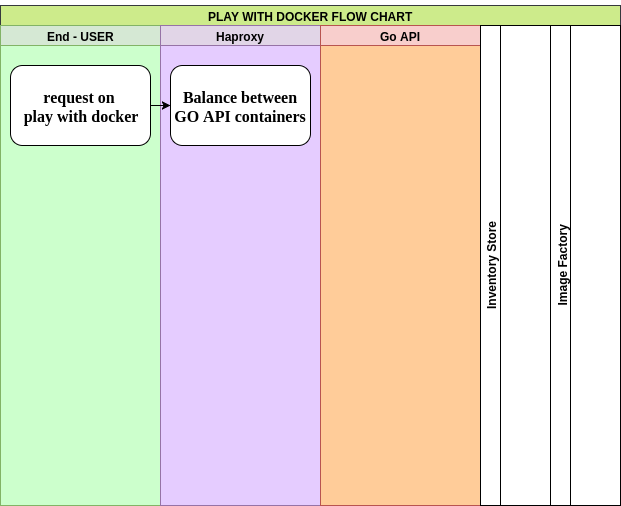 PLAY WITH DOCKER FLOW CHART
End - USER
Haproxy
Go API
request on
play with docker
Balance between
GO API containers
Inventory Store
Image Factory